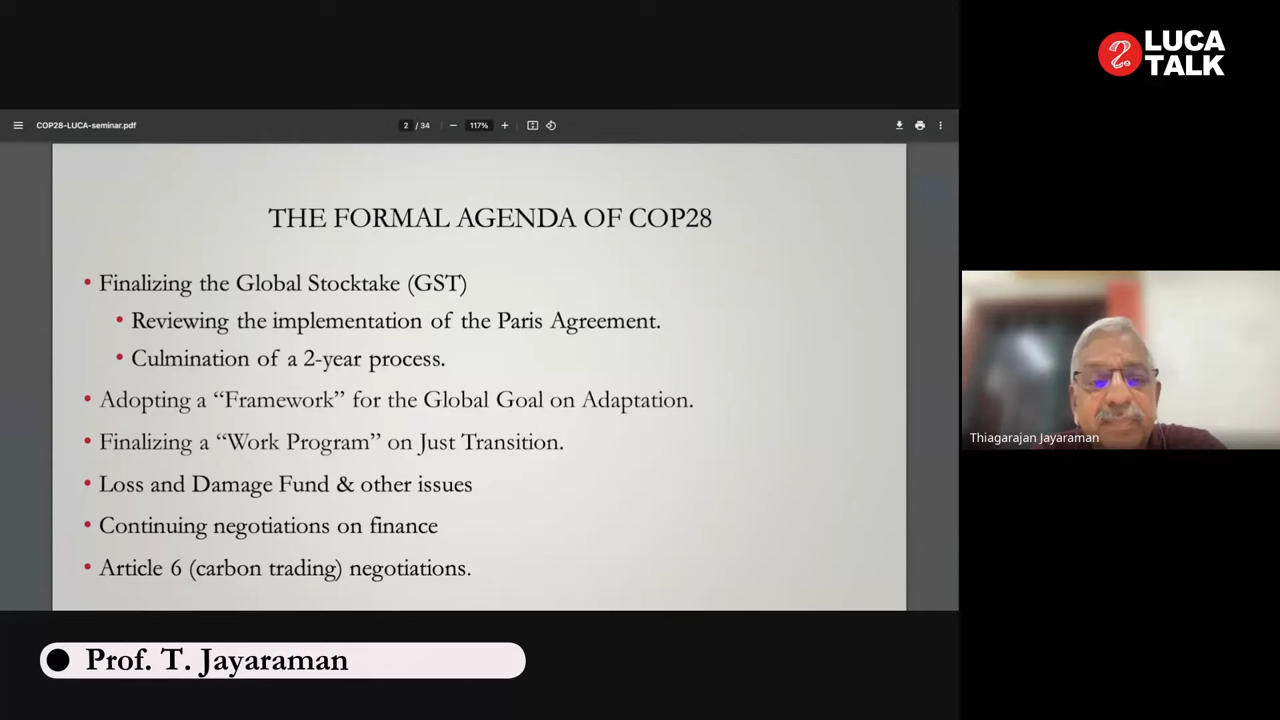 LUCA
TALK
COP28-LUCA-seminar.pdf
2 / 34
117%
THE FORMAL AGENDA OF COP28
• Finalizing the Global Stocktake (GST)
• Reviewing the implementation of the Paris Agreement.
• Culmination of a 2-year process.
• Adopting a “Framework” for the Global Goal on Adaptation.
• Finalizing a “Work Program” on Just Transition.
• Loss and Damage Fund & other issues
• Continuing negotiations on finance
• Article 6 (carbon trading) negotiations.
Thiagarajan Jayaraman
Prof. T. Jayaraman